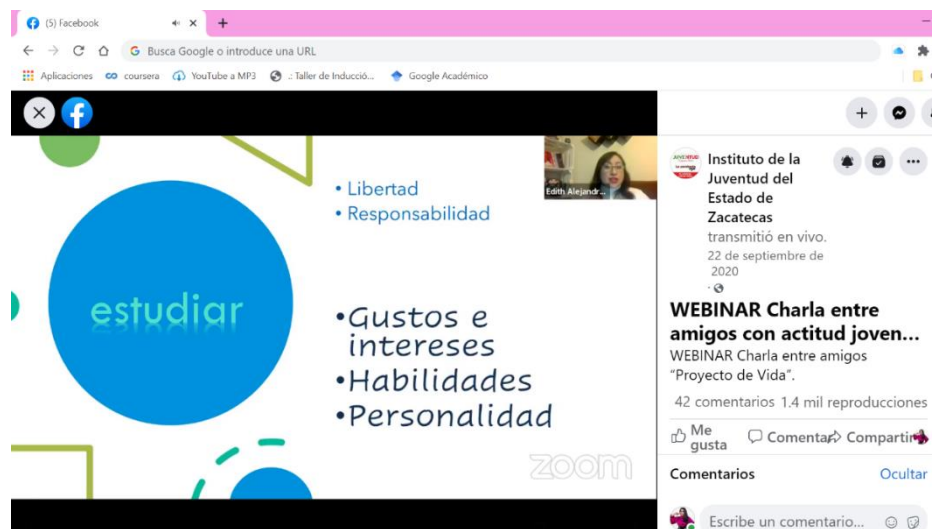 (5) Facebook
Busca Google o introduce una URL
Aplicaciones
coursera
YouTube a MP3
.: Taller de Inducció...
Google Académico
• Libertad
• Responsabilidad
Edith Alejandr...
estudiar
•Gustos e
intereses
•Habilidades
•Personalidad
zoom
Instituto de la
Juventud del
Estado de
Zacatecas
transmitió en vivo.
22 de septiembre de
2020
WEBINAR Charla entre
amigos con actitud joven...
WEBINAR Charla entre amigos
"Proyecto de Vida".
42 comentarios 1.4 mil reproducciones
Me
gusta
Comentar
Compartir
Comentarios
Ocultar
Escribe un comentario...